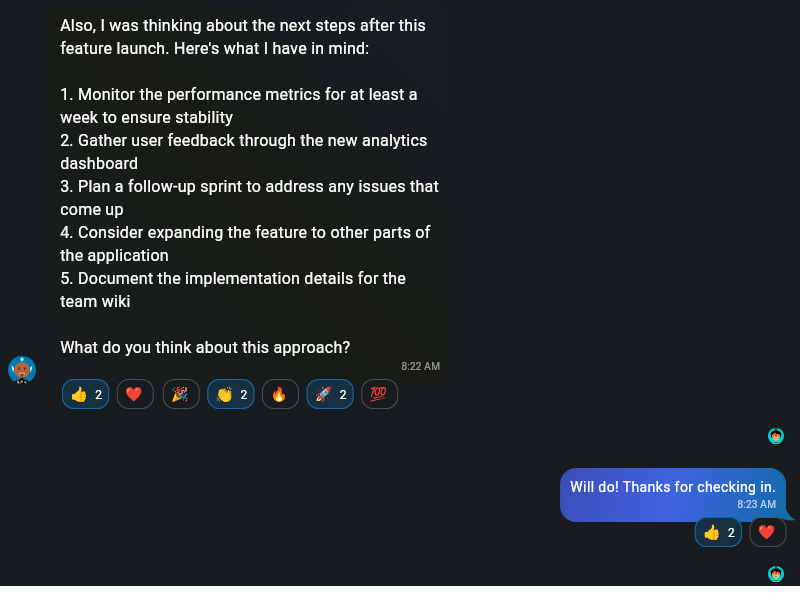 Also, I was thinking about the next steps after this
feature launch. Here's what I have in mind:
1. Monitor the performance metrics for at least a
week to ensure stability
2. Gather user feedback through the new analytics
dashboard
3. Plan a follow-up sprint to address any issues that
come up
4. Consider expanding the feature to other parts of
the application
5. Document the implementation details for the
team wiki
What do you think about this approach?
8:22 AM
👍 2 ❤️ 🎉 👏 2 🔥 🚀 2 💯
Will do! Thanks for checking in.
8:23 AM
👍 2 ❤️